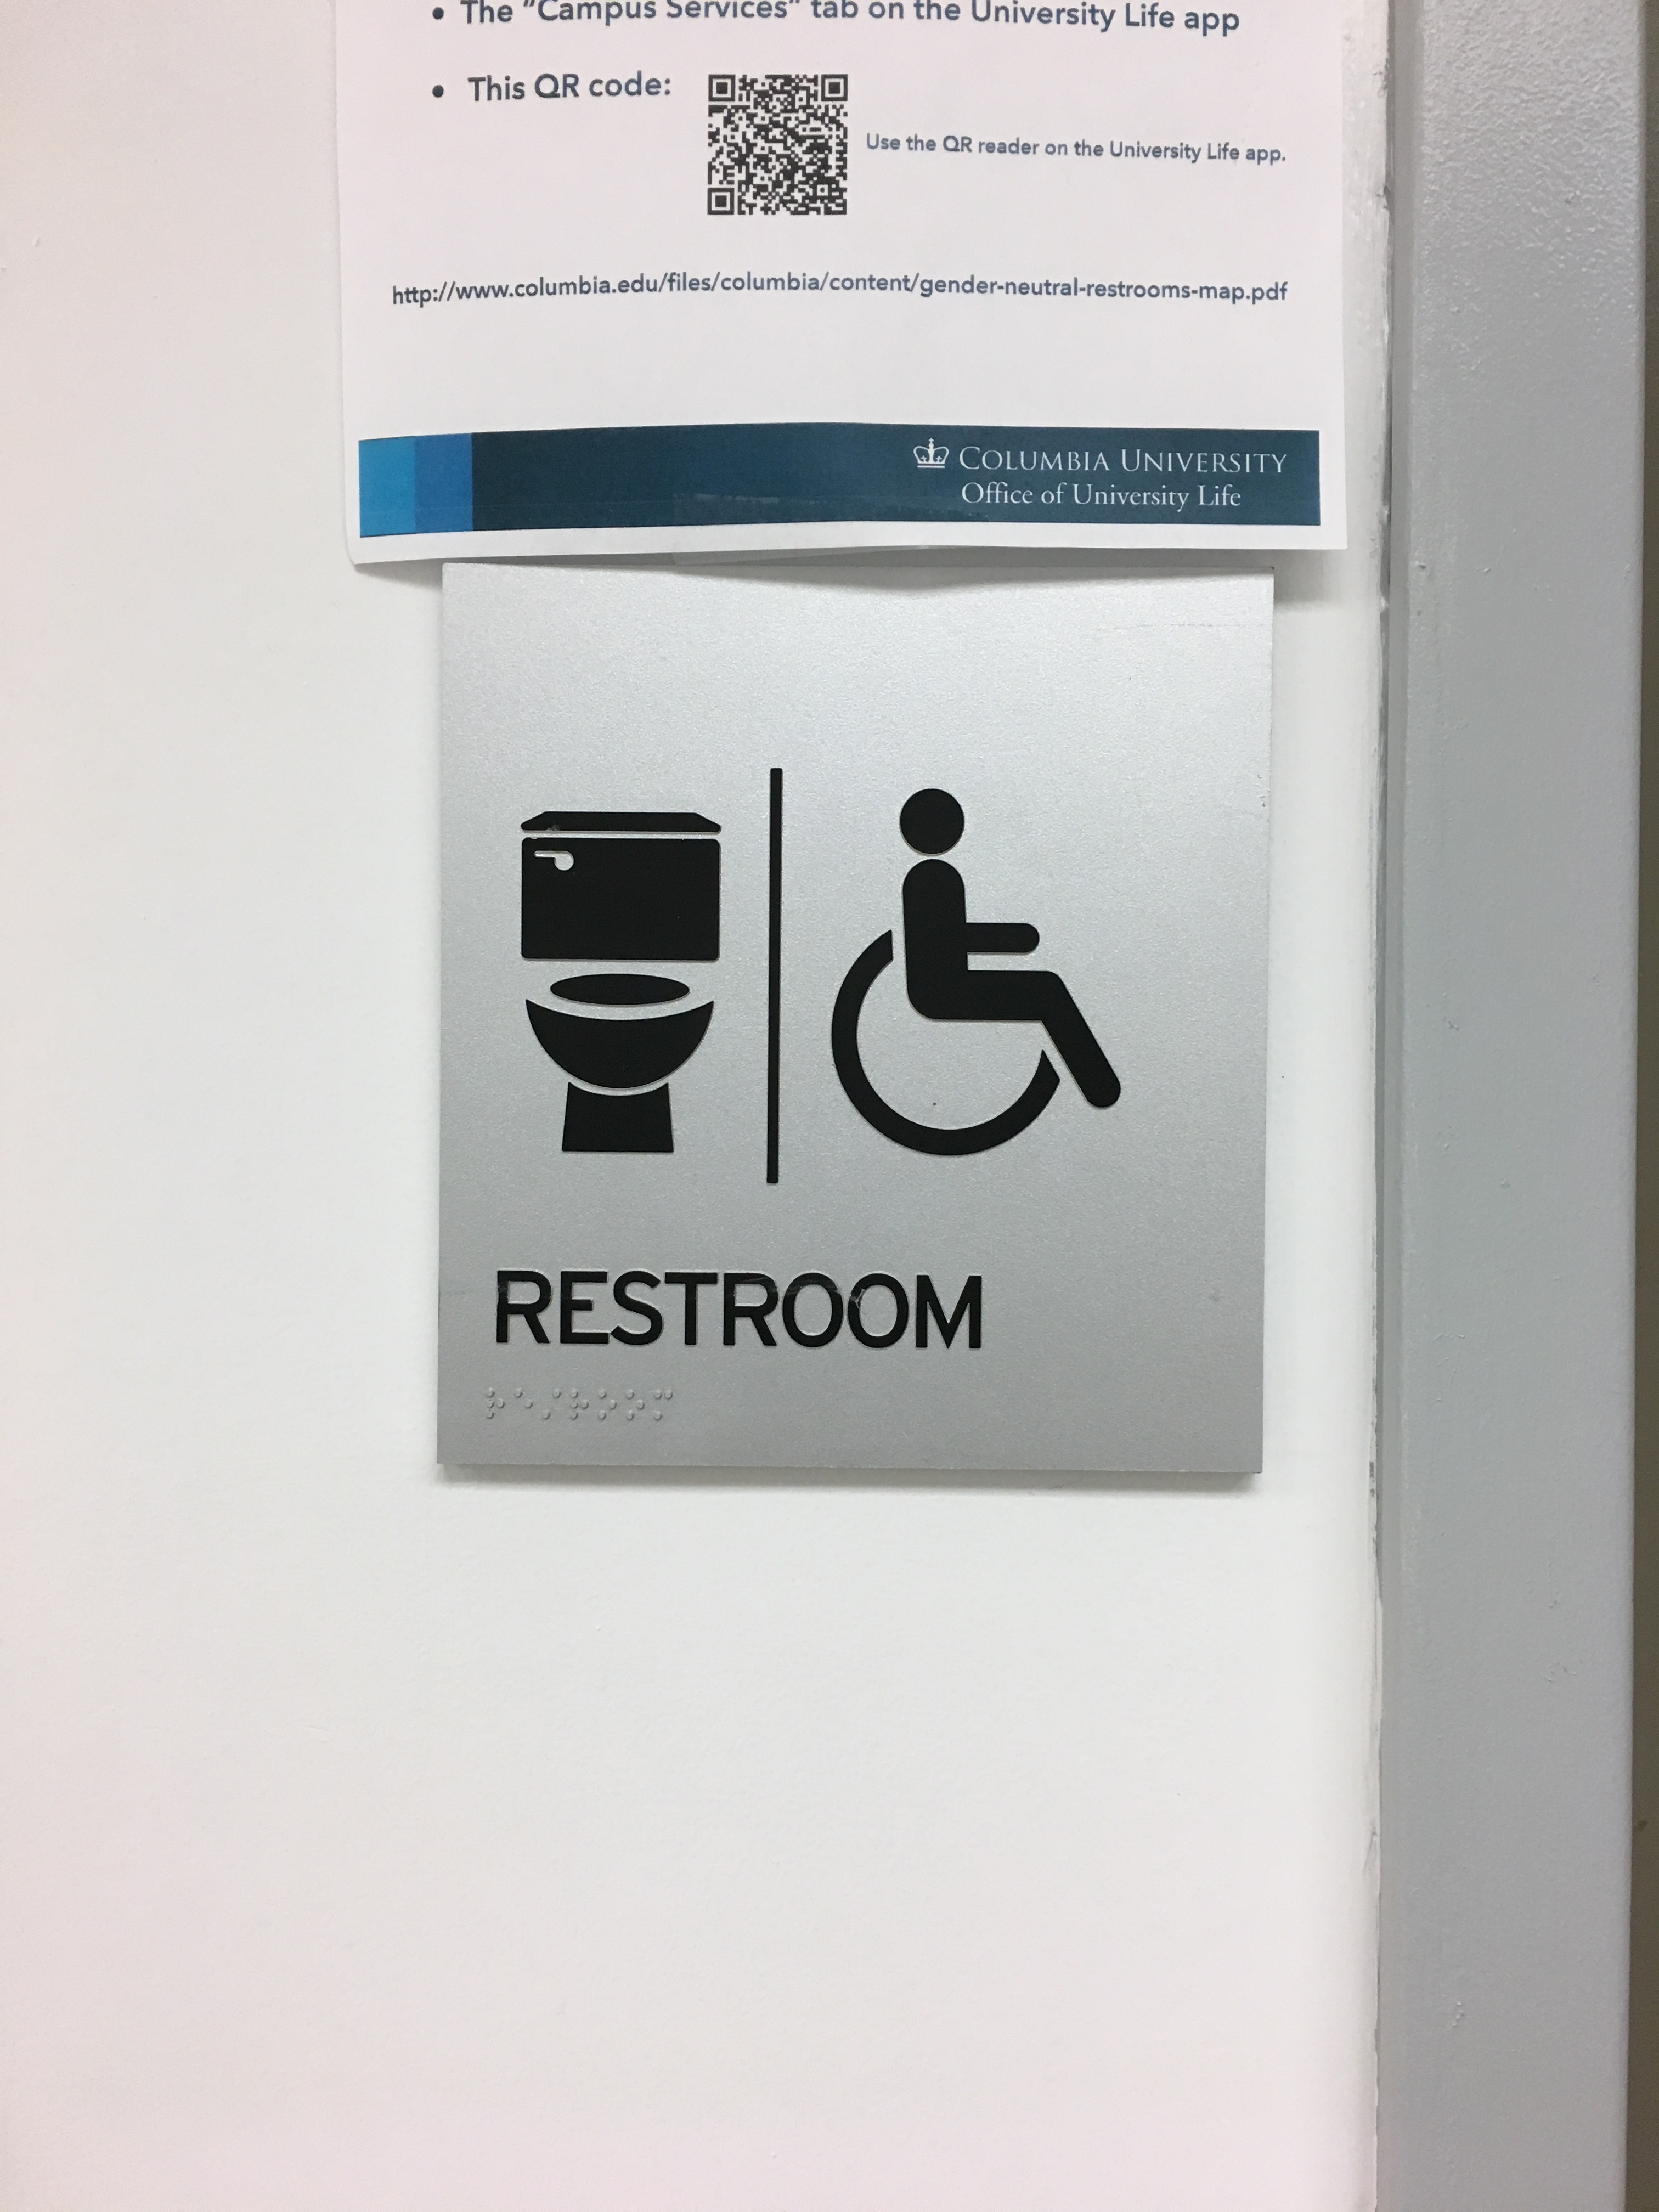 • The "Campus Services" tab on the University Life app
• This QR code:
Use the QR reader on the University Life app.
http://www.columbia.edu/files/columbia/content/gender-neutral-restrooms-map.pdf
COLUMBIA UNIVERSITY
Office of University Life
RESTROOM